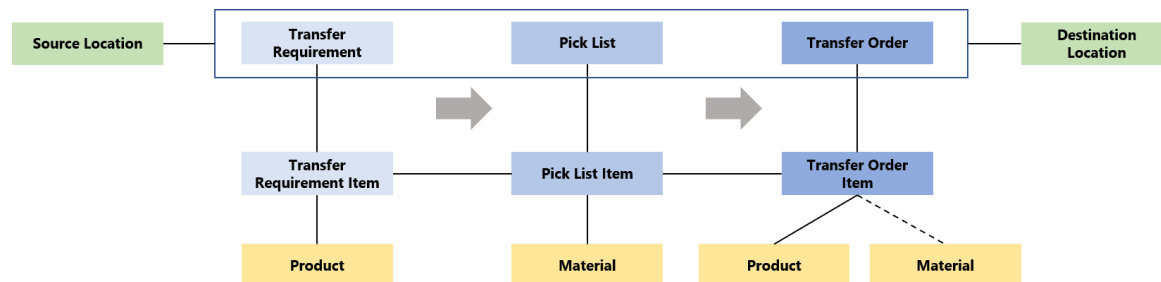 Source Location
Transfer
Requirement
Pick List
Transfer Order
Destination
Location
Transfer
Requirement Item
Pick List Item
Transfer Order
Item
Product
Material
Product
Material